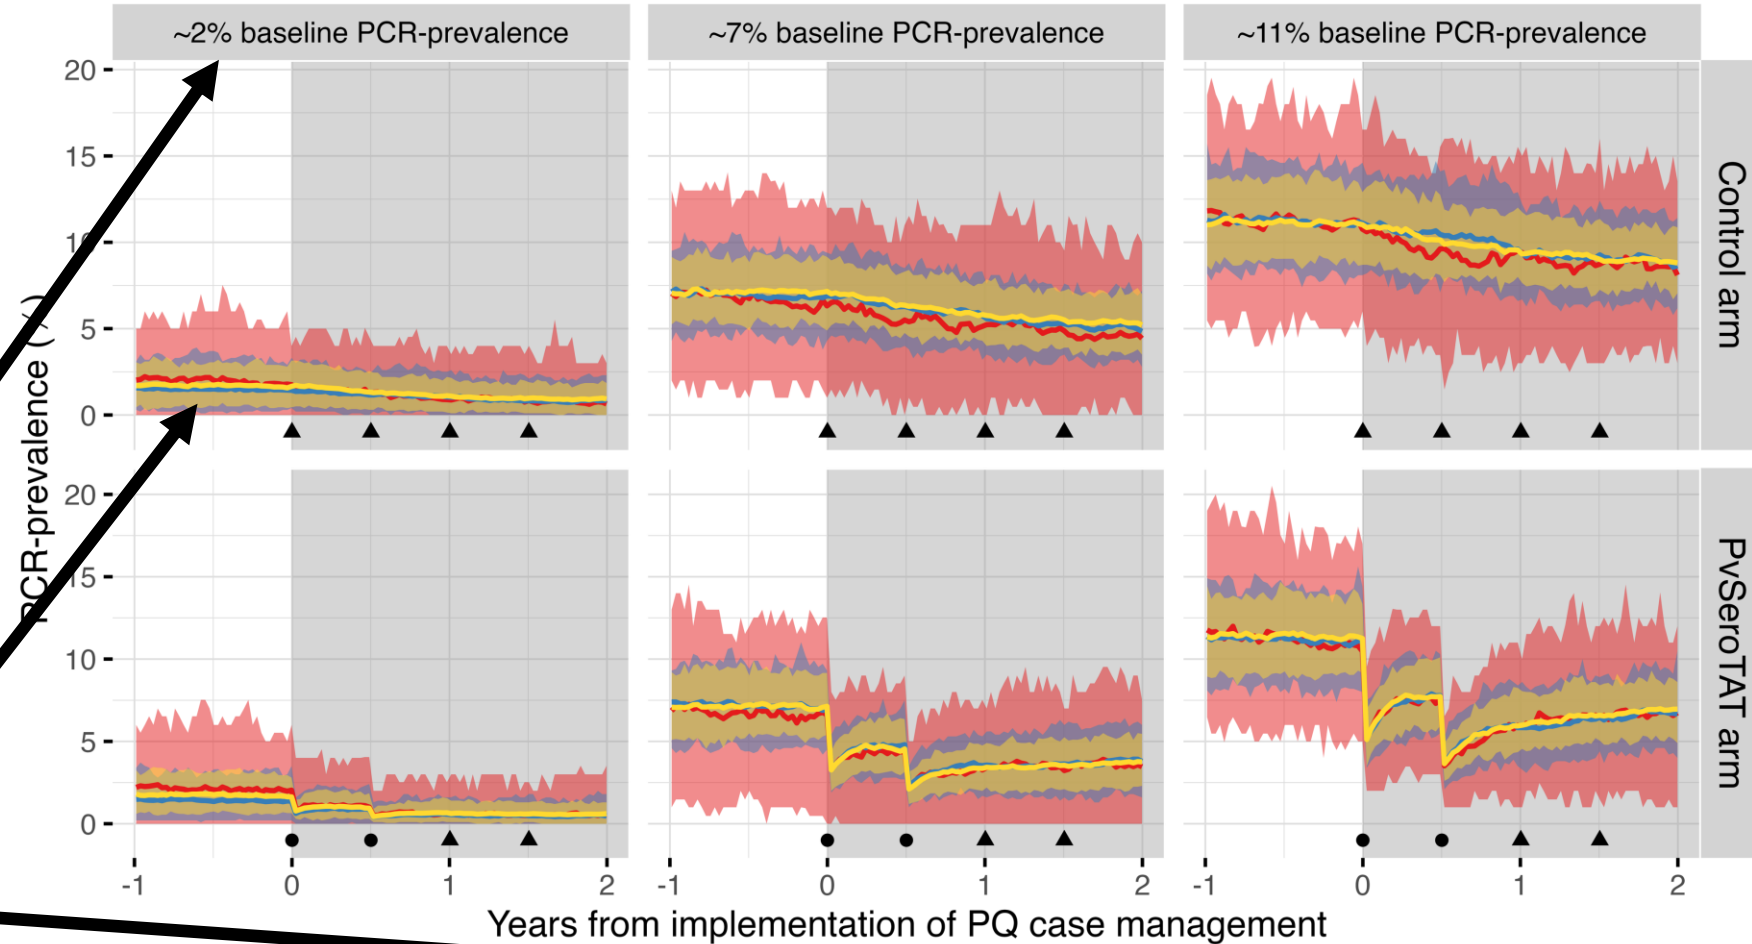 ~2% baseline PCR-prevalence
~7% baseline PCR-prevalence
~11% baseline PCR-prevalence
20
15
10
5
0
Control arm
PCR-prevalence (%)
20
15
10
5
0
PvSeroTAT arm
-1 0 1 2
-1 0 1 2
-1 0 1 2
Years from implementation of PQ case management